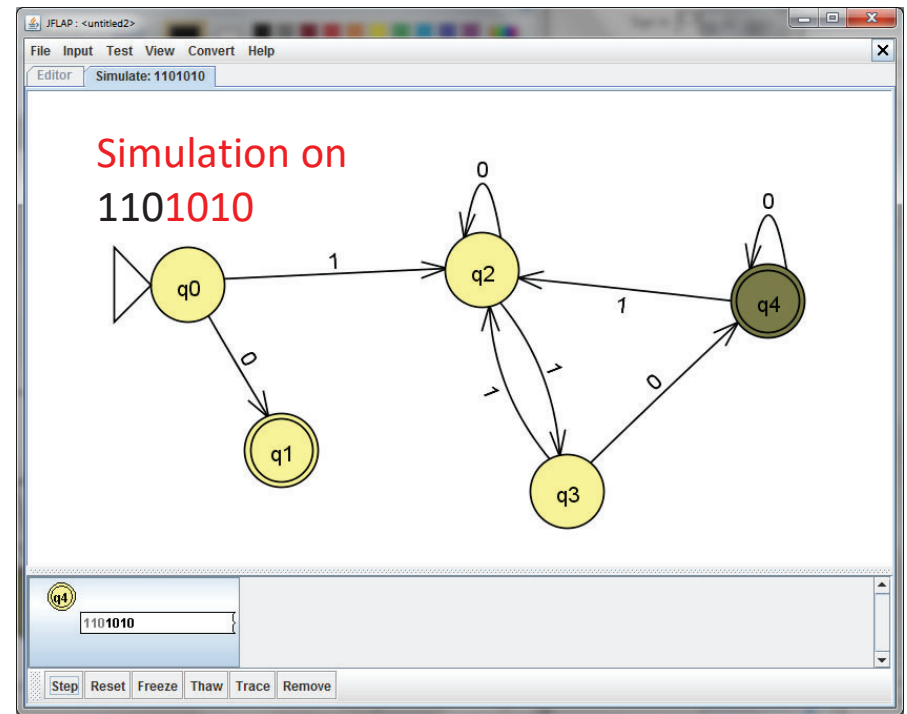 JFLAP : <untitled2>
File Input Test View Convert Help
Editor Simulate: 1101010
Simulation on
1101010
0
0
1
q0
q2
q4
1
0
1
1
0
q1
q3
q4
1101010
Step Reset Freeze Thaw Trace Remove